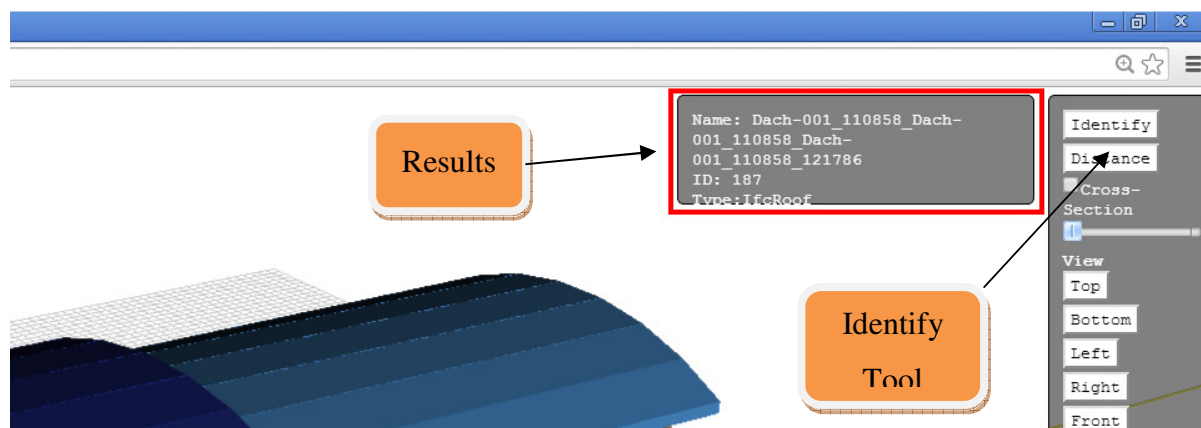 Name: Dach-001_110858_Dach-
001_110858_Dach-
001_110858_121786
ID: 187
Type:IfcRoof
Results
Identify
Distance
Cross-
Section
View
Top
Bottom
Left
Right
Front
Identify
Tool